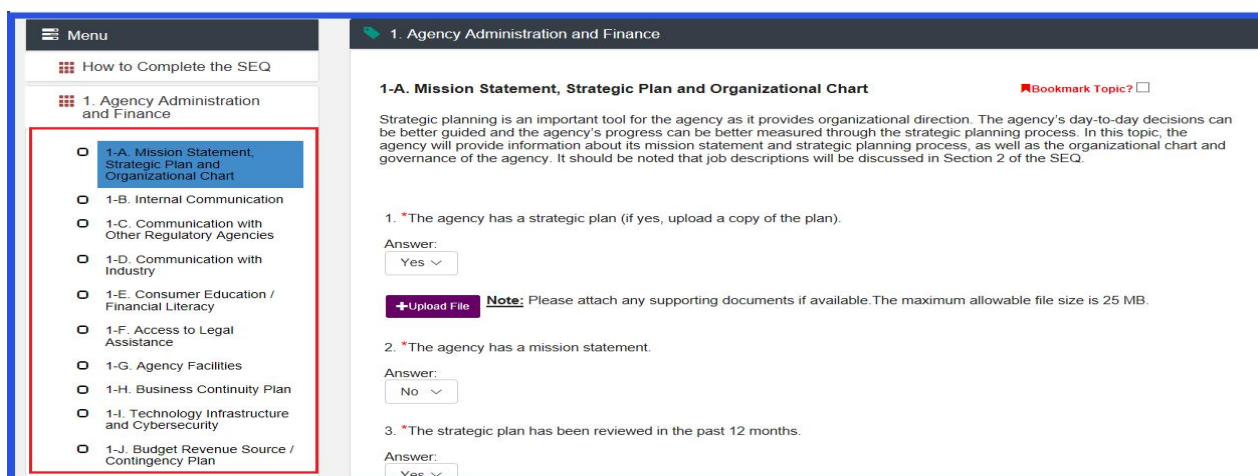 Menu
How to Complete the SEQ
1. Agency Administration
and Finance
1-A. Mission Statement,
Strategic Plan and
Organizational Chart
1-B. Internal Communication
1-C. Communication with
Other Regulatory Agencies
1-D. Communication with
Industry
1-E. Consumer Education /
Financial Literacy
1-F. Access to Legal
Assistance
1-G. Agency Facilities
1-H. Business Continuity Plan
1-I. Technology Infrastructure
and Cybersecurity
1-J. Budget Revenue Source /
Contingency Plan
1. Agency Administration and Finance
1-A. Mission Statement, Strategic Plan and Organizational Chart
Bookmark Topic?
Strategic planning is an important tool for the agency as it provides organizational direction. The agency's day-to-day decisions can
be better guided and the agency's progress can be better measured through the strategic planning process. In this topic, the
agency will provide information about its mission statement and strategic planning process, as well as the organizational chart and
governance of the agency. It should be noted that job descriptions will be discussed in Section 2 of the SEQ.
1. *The agency has a strategic plan (if yes, upload a copy of the plan).
Answer:
Yes
+Upload File Note: Please attach any supporting documents if available.The maximum allowable file size is 25 MB.
2. *The agency has a mission statement.
Answer:
No
3. *The strategic plan has been reviewed in the past 12 months.
Answer:
Yes